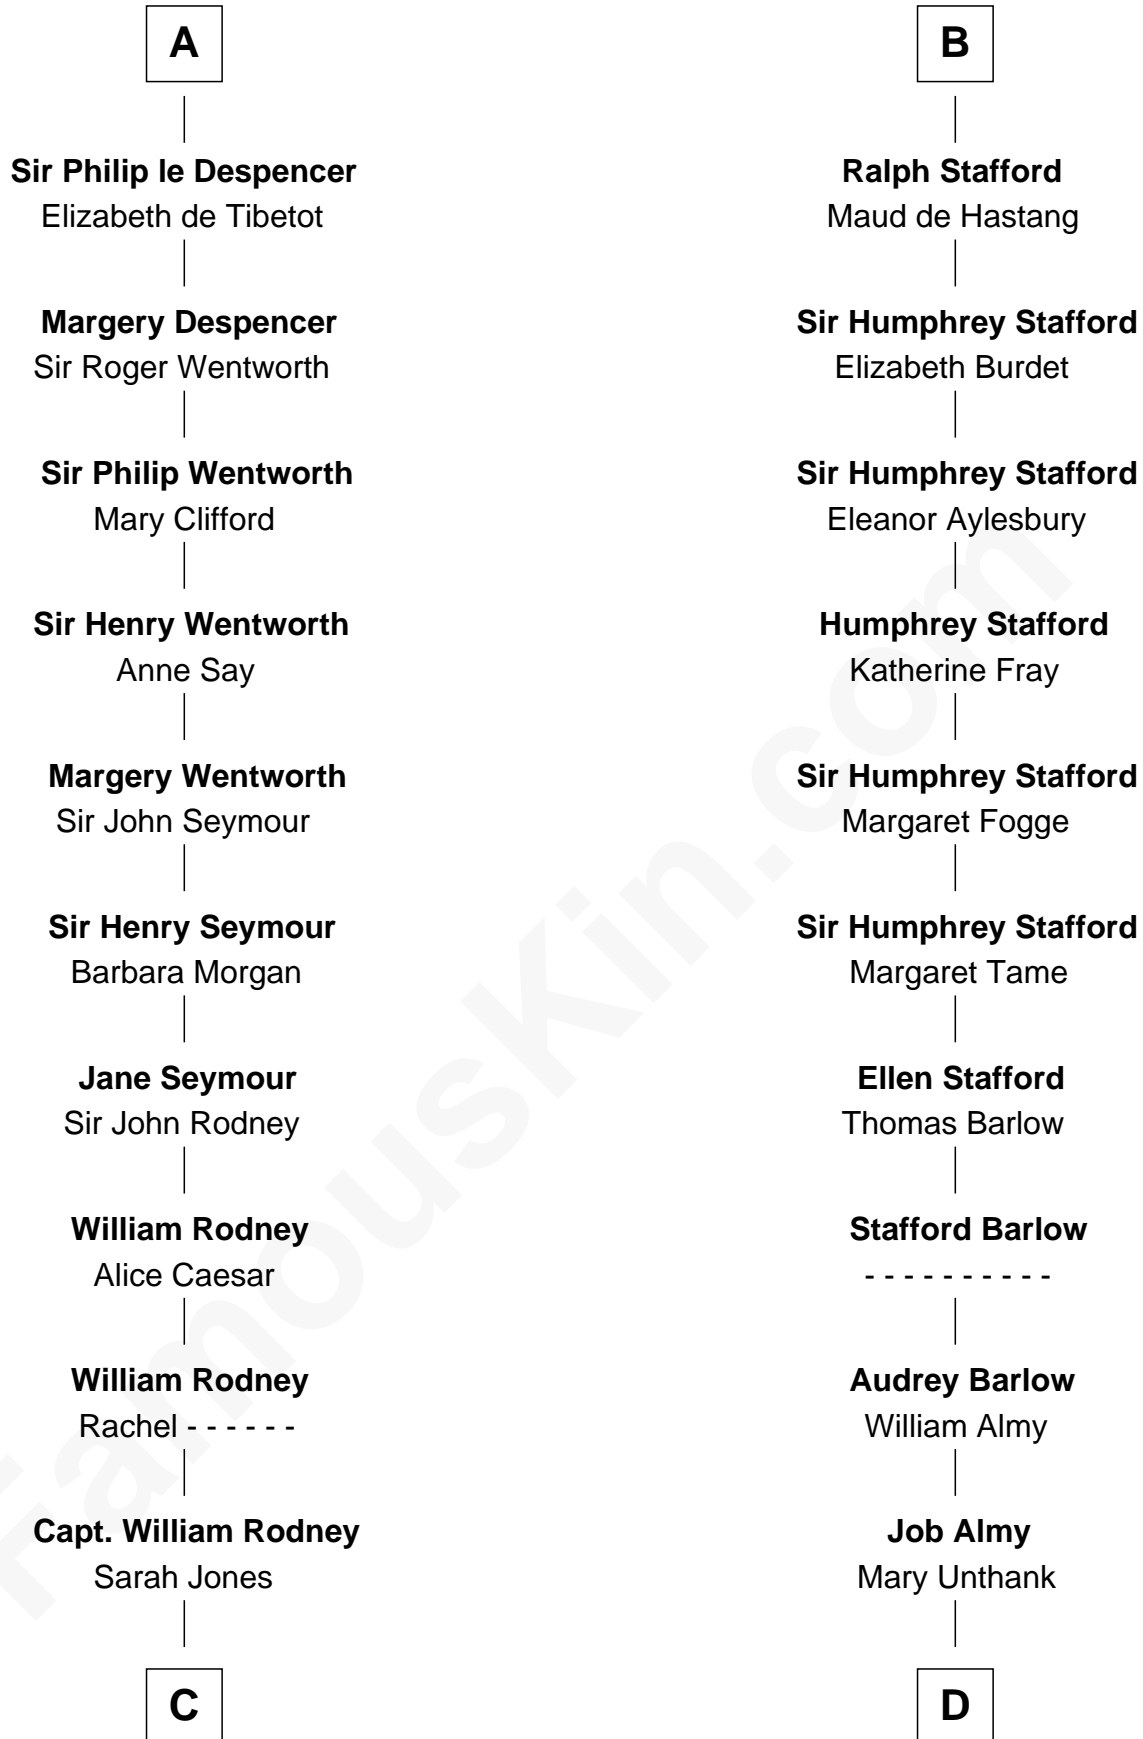 A
Sir Philip le Despencer
Elizabeth de Tibetot
Margery Despencer
Sir Roger Wentworth
Sir Philip Wentworth
Mary Clifford
Sir Henry Wentworth
Anne Say
Margery Wentworth
Sir John Seymour
Sir Henry Seymour
Barbara Morgan
Jane Seymour
Sir John Rodney
William Rodney
Alice Caesar
William Rodney
Rachel - - - - - -
Capt. William Rodney
Sarah Jones
C
B
Ralph Stafford
Maud de Hastang
Sir Humphrey Stafford
Elizabeth Burdet
Sir Humphrey Stafford
Eleanor Aylesbury
Humphrey Stafford
Katherine Fray
Sir Humphrey Stafford
Margaret Fogge
Sir Humphrey Stafford
Margaret Tame
Ellen Stafford
Thomas Barlow
Stafford Barlow
- - - - - - - - - -
Audrey Barlow
William Almy
Job Almy
Mary Unthank
D
FamousKin.com